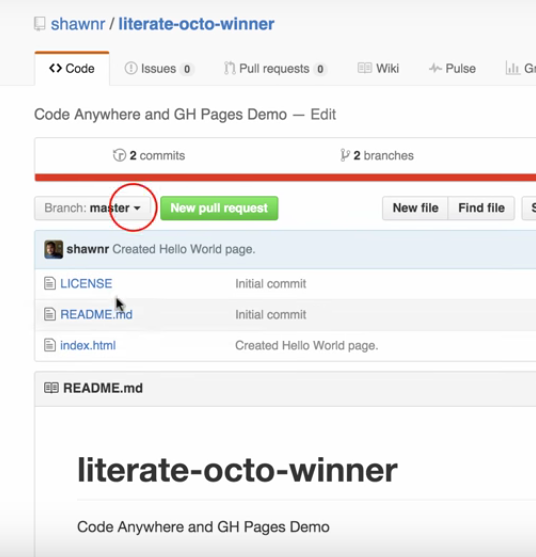 shawnr / literate-octo-winner
<> Code Issues 0 Pull requests 0 Wiki Pulse
Code Anywhere and GH Pages Demo — Edit
2 commits 2 branches
Branch: master New pull request New file Find file
shawnr Created Hello World page.
LICENSE Initial commit
README.md Initial commit
index.html Created Hello World page.
README.md
literate-octo-winner
Code Anywhere and GH Pages Demo